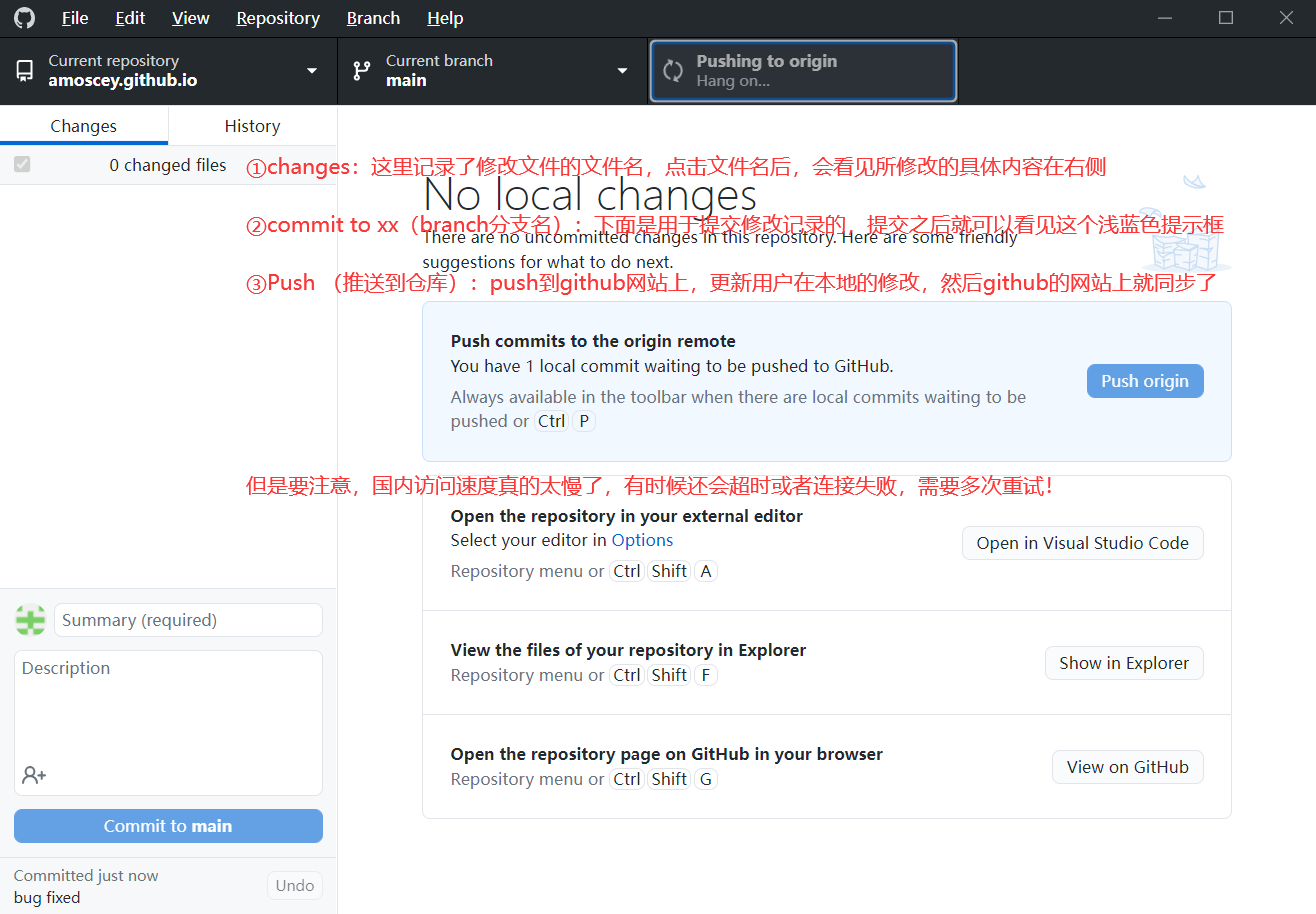 File Edit View Repository Branch Help
Current repository
amoscey.github.io
Current branch
main
Pushing to origin
Hang on...
Changes History
0 changed files
①changes：这里记录了修改文件的文件名，点击文件名后，会看见所修改的具体内容在右侧
No local changes
②commit to xx（branch分支名）：下面是用于提交修改记录的，提交之后就可以看见这个浅蓝色提示框
There are no uncommitted changes in this repository. Here are some friendly
suggestions for what to do next.
③Push （推送到仓库）：push到github网站上，更新用户在本地的修改，然后github的网站上就同步了
Push commits to the origin remote
You have 1 local commit waiting to be pushed to GitHub.
Always available in the toolbar when there are local commits waiting to be
pushed or Ctrl P
Push origin
但是要注意，国内访问速度真的太慢了，有时候还会超时或者连接失败，需要多次重试！
Open the repository in your external editor
Select your editor in Options
Repository menu or Ctrl Shift A
Open in Visual Studio Code
View the files of your repository in Explorer
Repository menu or Ctrl Shift F
Show in Explorer
Open the repository page on GitHub in your browser
Repository menu or Ctrl Shift G
View on GitHub
Summary (required)
Description
Commit to main
Committed just now
bug fixed
Undo